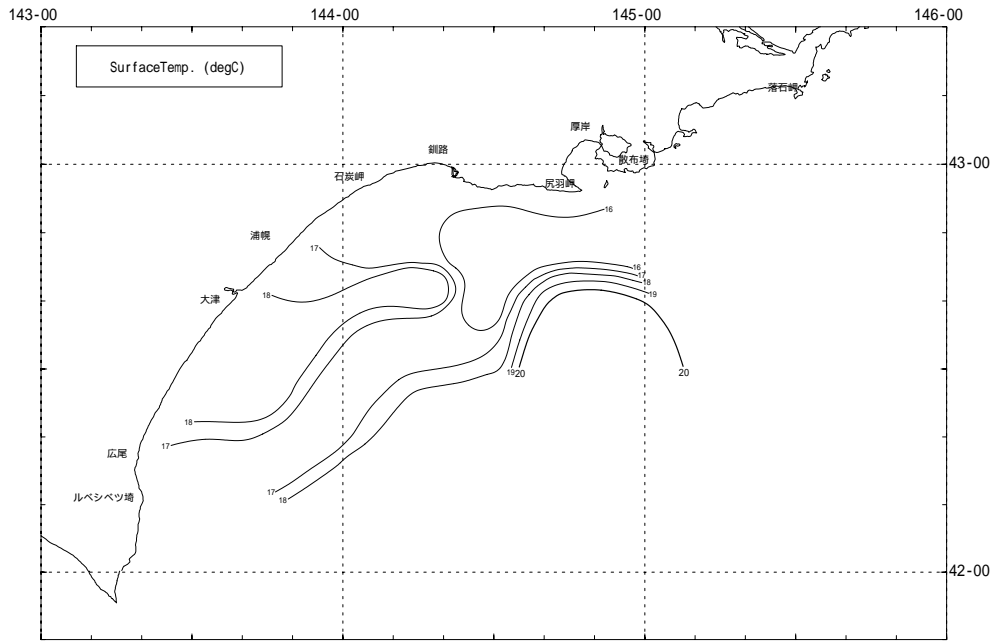 143-00 144-00 145-00 146-00
SurfaceTemp. (degC)
落石岬
厚岸
釧路
散布埼
43-00
石炭岬
尻羽岬
16
浦幌
17
16
17
18
18
19
大津
19 20
20
18
17
広尾
17
18
ルベシベツ埼
42-00